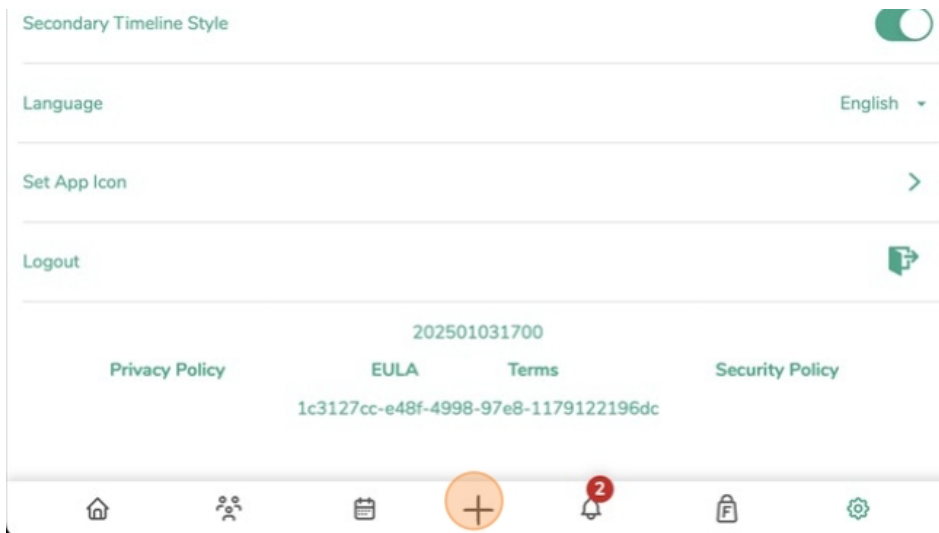 Secondary Timeline Style
Language English
Set App Icon
Logout
202501031700
Privacy Policy EULA Terms Security Policy
1c3127cc-e48f-4998-97e8-1179122196dc
2
F